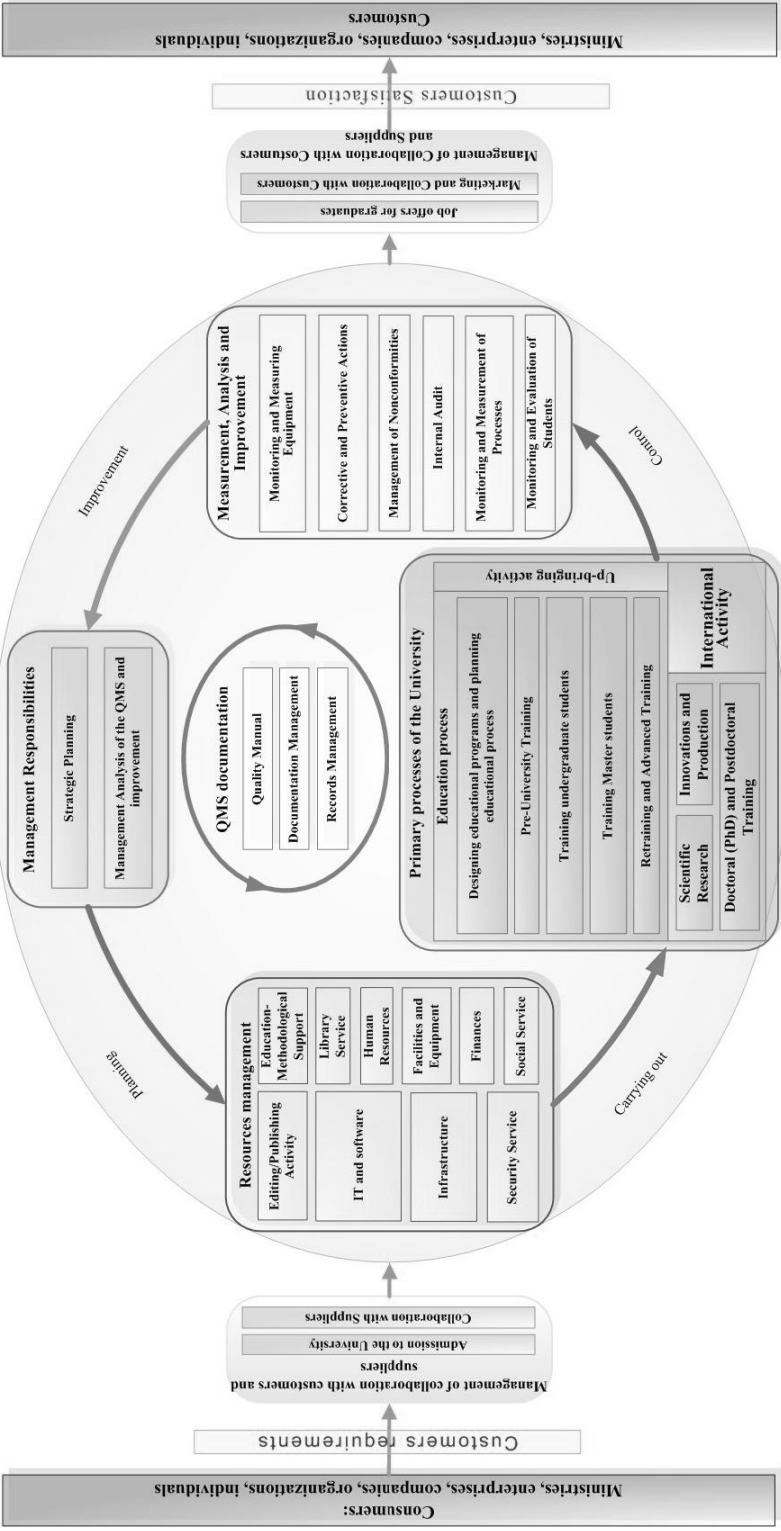 Consumers:
Ministries, enterprises, companies, organizations, individuals
Customers requirements
Management of collaboration with customers and
suppliers
Admission to the University
Collaboration with Suppliers
Management Responsibilities
Strategic Planning
Management Analysis of the QMS and
improvement
Planning
Improvement
Resources management
Editing/Publishing
Activity
IT and software
Infrastructure
Security Service
Education-
Methodological
Support
Library
Service
Human
Resources
Facilities and
Equipment
Finances
Social Service
QMS documentation
Quality Manual
Documentation Management
Records Management
Measurement, Analysis and
Improvement
Monitoring and Measuring
Equipment
Corrective and Preventive Actions
Management of Nonconformities
Internal Audit
Monitoring and Measurement of
Processes
Monitoring and Evaluation of
Students
Carrying out
Control
Primary processes of the University
Education process
Designing educational programs and planning
educational process
Pre-University Training
Training undergraduate students
Training Master students
Retraining and Advanced Training
Up-bringing activity
Scientific
Research
Innovations and
Production
Doctoral (PhD) and Postdoctoral
Training
International
Activity
Job offers for graduates
Marketing and Collaboration with Customers
Management of Collaboration with Costumers
and Suppliers
Customers Satisfaction
Ministries, enterprises, companies, organizations, individuals
Customers